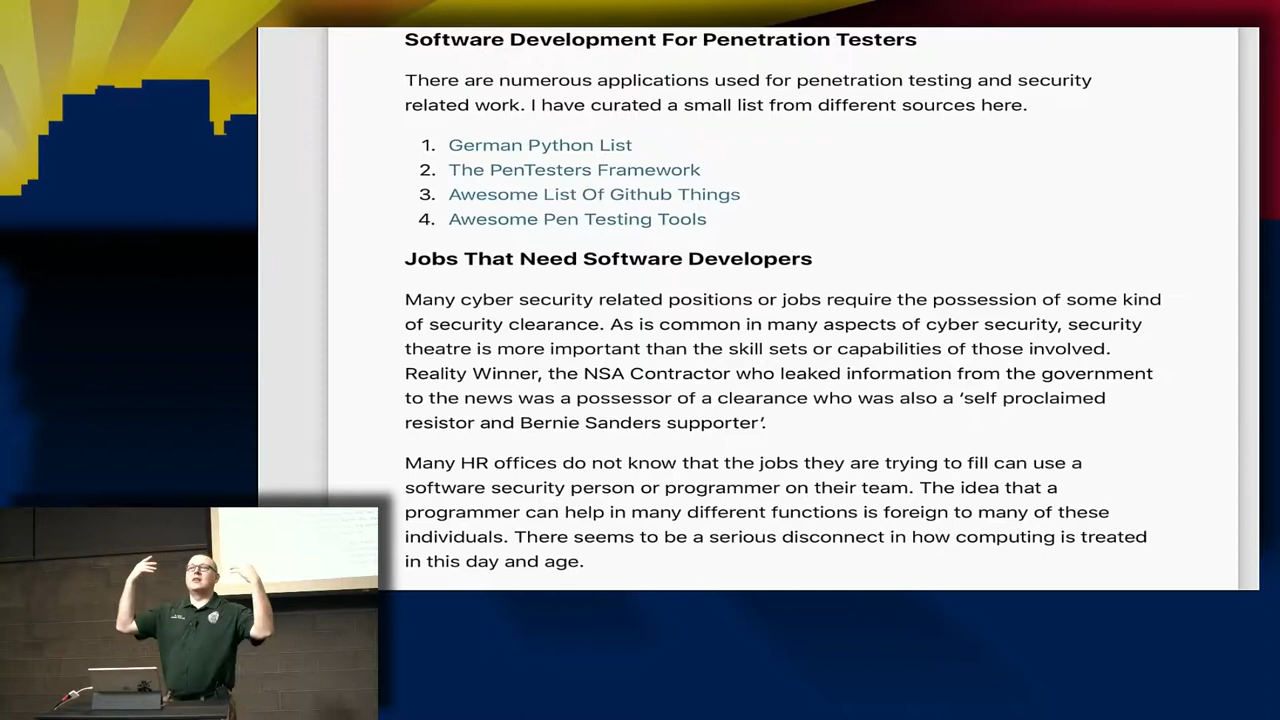 Software Development For Penetration Testers
There are numerous applications used for penetration testing and security
related work. I have curated a small list from different sources here.
1. German Python List
2. The PenTesters Framework
3. Awesome List Of Github Things
4. Awesome Pen Testing Tools
Jobs That Need Software Developers
Many cyber security related positions or jobs require the possession of some kind
of security clearance. As is common in many aspects of cyber security, security
theatre is more important than the skill sets or capabilities of those involved.
Reality Winner, the NSA Contractor who leaked information from the government
to the news was a possessor of a clearance who was also a ‘self proclaimed
resistor and Bernie Sanders supporter’.
Many HR offices do not know that the jobs they are trying to fill can use a
software security person or programmer on their team. The idea that a
programmer can help in many different functions is foreign to many of these
individuals. There seems to be a serious disconnect in how computing is treated
in this day and age.